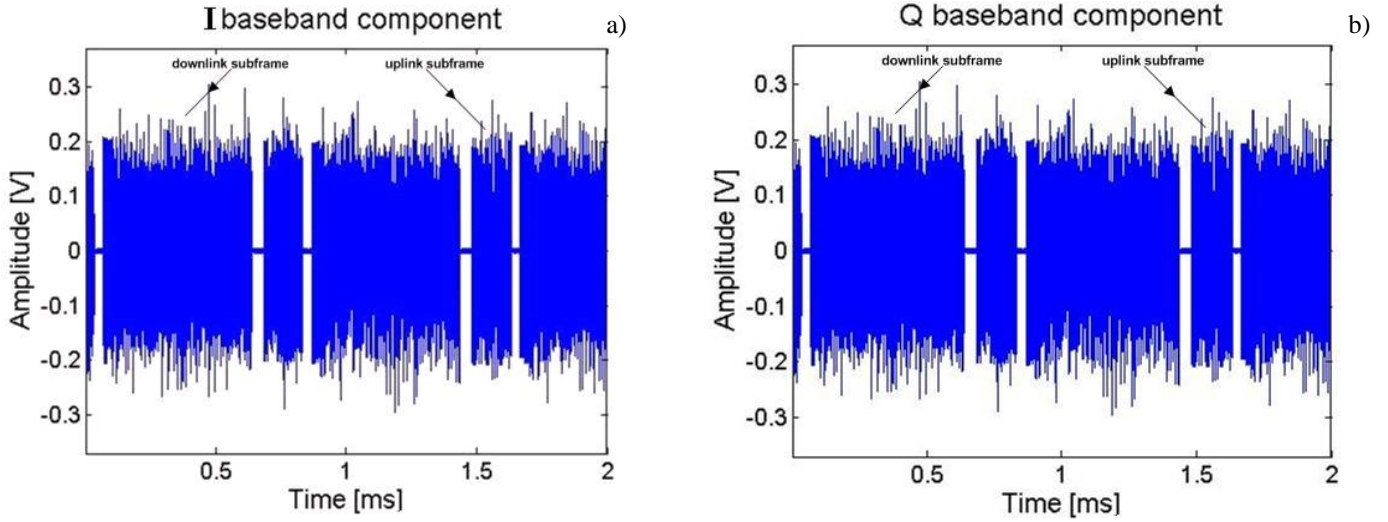 I baseband component
a)
downlink subframe
uplink subframe
0.3
0.2
0.1
0
-0.1
-0.2
-0.3
Amplitude [V]
0.5
1
1.5
2
Time [ms]
Q baseband component
b)
downlink subframe
uplink subframe
0.3
0.2
0.1
0
-0.1
-0.2
-0.3
Amplitude [V]
0.5
1
1.5
2
Time [ms]